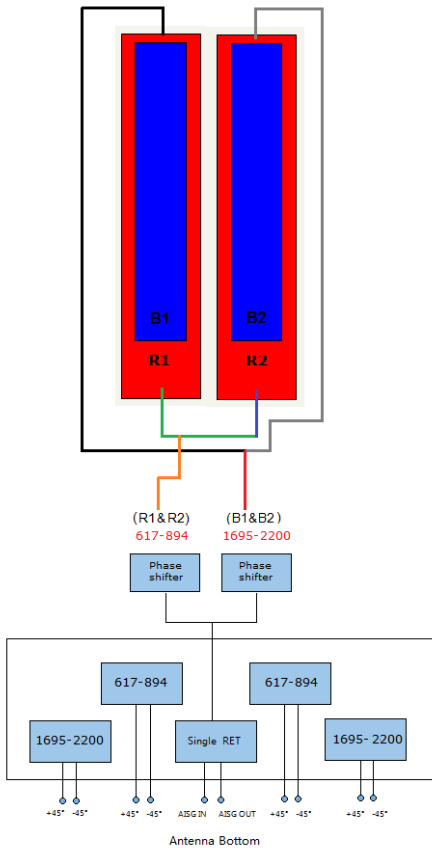 B1
B2
R1
R2
(R1&R2)
(B1&B2)
617-894
1695-2200
Phase
shifter
Phase
shifter
617-894
617-894
1695-2200
Single RET
1695- 2200
+45° -45°
+45° -45°
AISG IN AISG OUT
+45° -45°
+45° -45°
Antenna Bottom